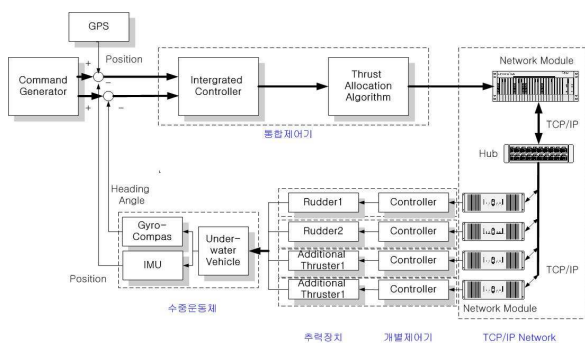 GPS
Position
+
−
Command
Generator
+
−
Intergrated
Controller
Thrust
Allocation
Algorithm
통합제어기
Network Module
TCP/IP
Hub
Heading
Angle
Gyro-
Compas
IMU
Under-
water
Vehicle
Position
수중운동체
Rudder1
Controller
Rudder2
Controller
Additional
Thruster1
Controller
Additional
Thruster1
Controller
TCP/IP
Network Module
추력장치
개별제어기
TCP/IP Network